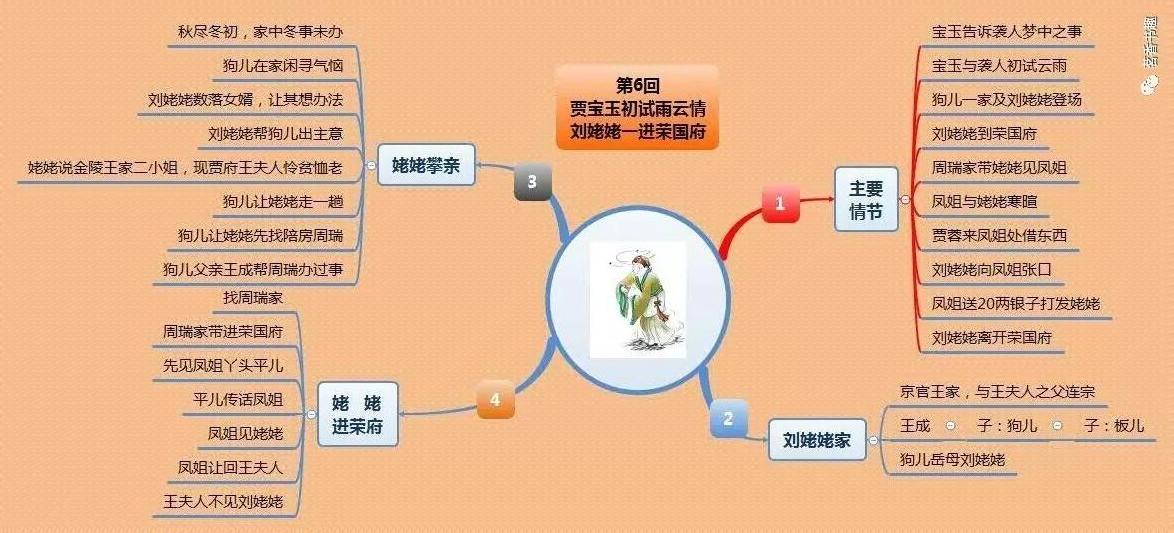 第6回
贾宝玉初试雨云情
刘姥姥一进荣国府
1
主要
情节
宝玉告诉袭人梦中之事
宝玉与袭人初试云雨
狗儿一家及刘姥姥登场
刘姥姥到荣国府
周瑞家带姥姥见凤姐
凤姐与姥姥寒暄
贾蓉来凤姐处借东西
刘姥姥向凤姐张口
凤姐送20两银子打发姥姥
刘姥姥离开荣国府
2
刘姥姥家
京官王家，与王夫人之父连宗
王成 子：狗儿 子：板儿
狗儿岳母刘姥姥
3
姥姥攀亲
秋尽冬初，家中冬事未办
狗儿在家闲寻气恼
刘姥姥数落女婿，让其想办法
刘姥姥帮狗儿出主意
姥姥说金陵王家二小姐，现贾府王夫人怜贫恤老
狗儿让姥姥走一趟
狗儿让姥姥先找陪房周瑞
狗儿父亲王成帮周瑞办过事
4
姥 姥
进荣府
找周瑞家
周瑞家带进荣国府
先见凤姐丫头平儿
平儿传话凤姐
凤姐见姥姥
凤姐让回王夫人
王夫人不见刘姥姥